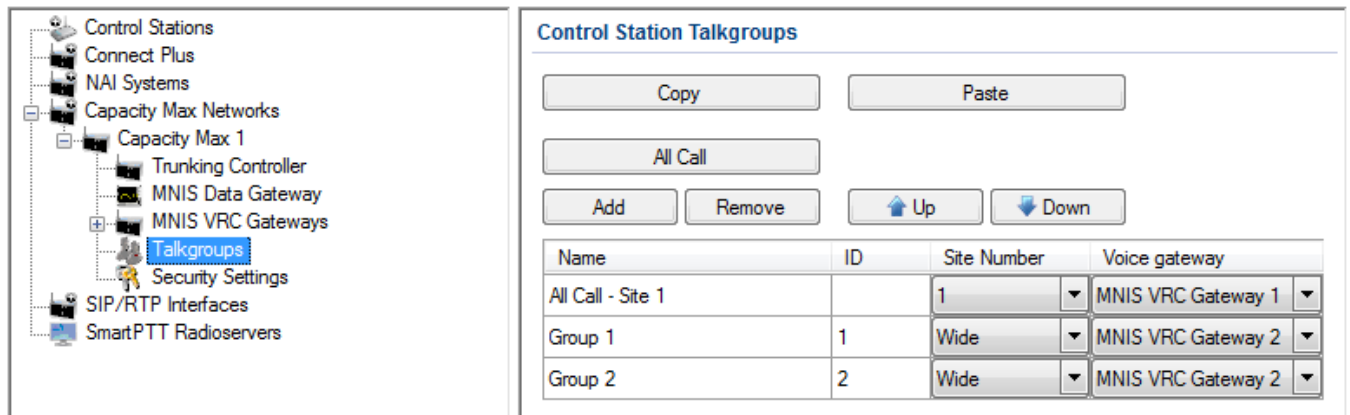 Control Stations
Connect Plus
NAI Systems
Capacity Max Networks
Capacity Max 1
Trunking Controller
MNIS Data Gateway
MNIS VRC Gateways
Talkgroups
Security Settings
SIP/RTP Interfaces
SmartPTT Radioservers
Control Station Talkgroups
Copy Paste
All Call
Add Remove Up Down
Name ID Site Number Voice gateway
All Call - Site 1 1 MNIS VRC Gateway 1
Group 1 1 Wide MNIS VRC Gateway 2
Group 2 2 Wide MNIS VRC Gateway 2